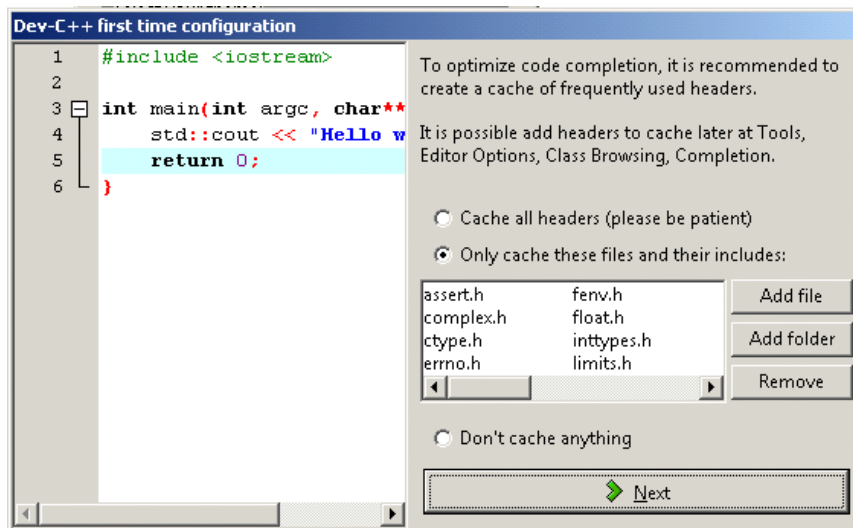 Dev-C++ first time configuration
1 #include <iostream>
2
3 int main(int argc, char**
4 std::cout << "Hello w
5 return 0;
6 }
To optimize code completion, it is recommended to
create a cache of frequently used headers.
It is possible add headers to cache later at Tools,
Editor Options, Class Browsing, Completion.
Cache all headers (please be patient)
Only cache these files and their includes:
assert.h fenv.h
complex.h float.h
ctype.h inttypes.h
errno.h limits.h
Add file
Add folder
Remove
Don't cache anything
Next